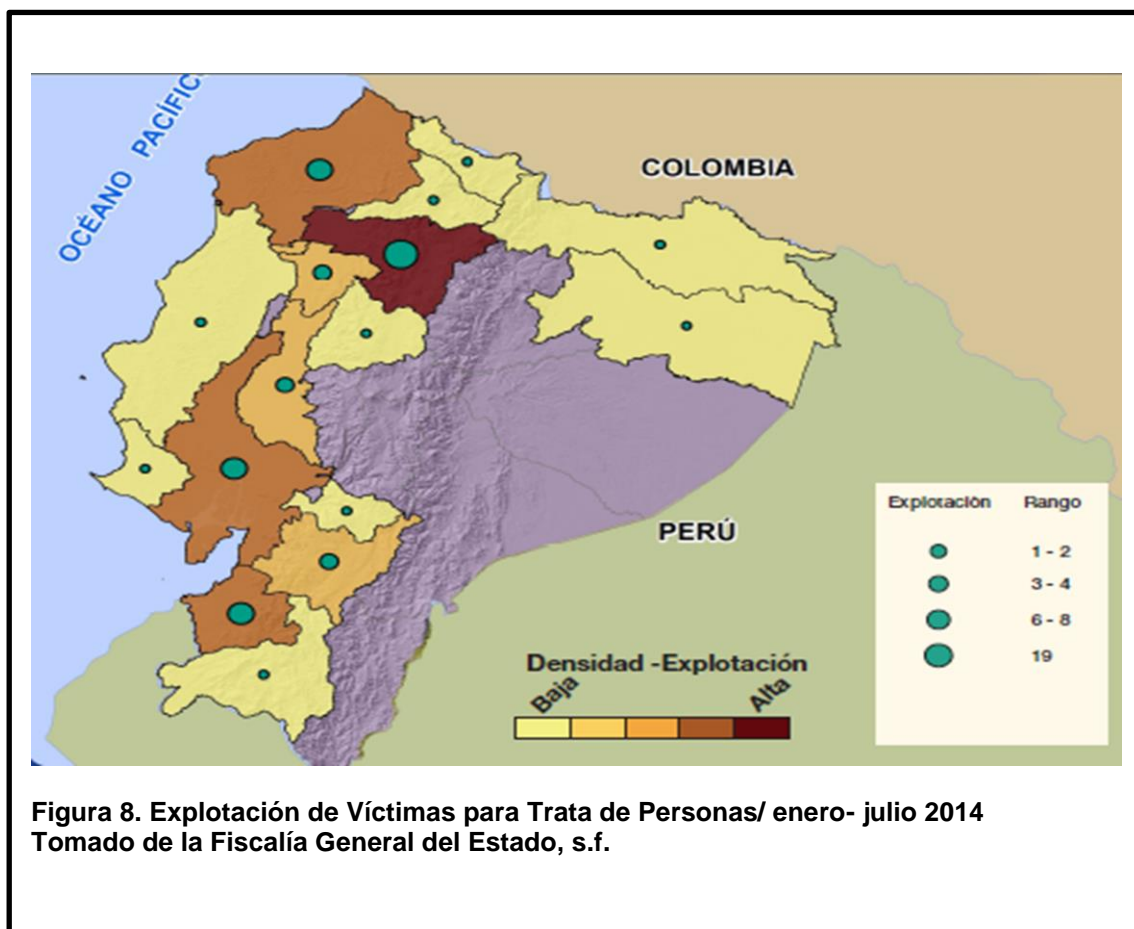 OCÉANO PACÍFICO
COLOMBIA
PERÚ
Explotación Rango
1 - 2
3 - 4
6 - 8
19
Densidad -Explotación
Baja
Alta
Figura 8. Explotación de Víctimas para Trata de Personas/ enero- julio 2014
Tomado de la Fiscalía General del Estado, s.f.